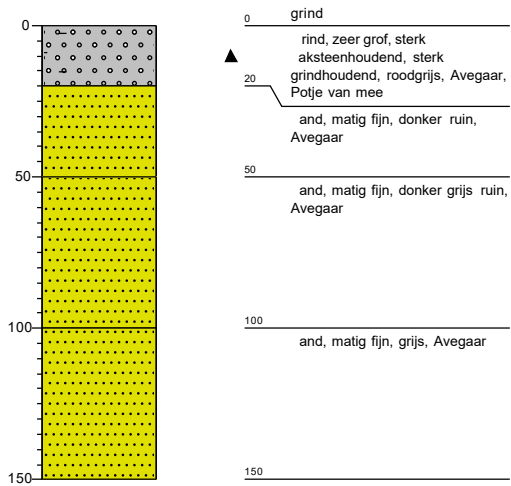 0
0
grind
rind, zeer grof, sterk
aksteenhoudend, sterk
grindhoudend, roodgrijs, Avegaar,
Potje van mee
20
and, matig fijn, donker ruin,
Avegaar
50
50
and, matig fijn, donker grijs ruin,
Avegaar
100
100
and, matig fijn, grijs, Avegaar
150
150